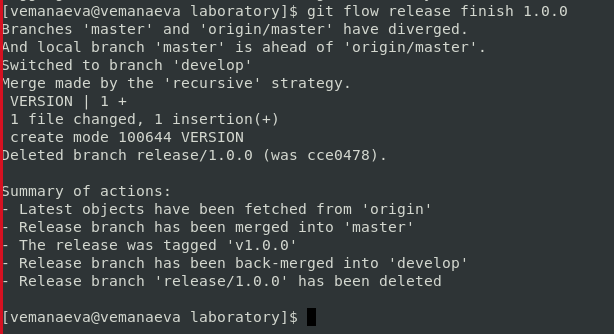 [vemanaeva@vemanaeva laboratory]$ git flow release finish 1.0.0
Branches 'master' and 'origin/master' have diverged.
And local branch 'master' is ahead of 'origin/master'.
Switched to branch 'develop'
Merge made by the 'recursive' strategy.
 VERSION | 1 +
 1 file changed, 1 insertion(+)
 create mode 100644 VERSION
Deleted branch release/1.0.0 (was cce0478).

Summary of actions:
- Latest objects have been fetched from 'origin'
- Release branch has been merged into 'master'
- The release was tagged 'v1.0.0'
- Release branch has been back-merged into 'develop'
- Release branch 'release/1.0.0' has been deleted

[vemanaeva@vemanaeva laboratory]$